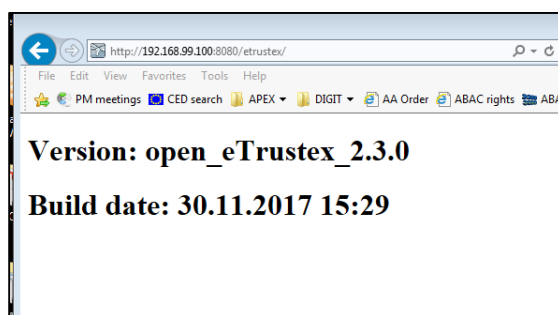 http://192.168.99.100:8080/etrustex/
File Edit View Favorites Tools Help
PM meetings CED search APEX DIGIT AA Order ABAC rights ABA
Version: open_eTrustex_2.3.0
Build date: 30.11.2017 15:29